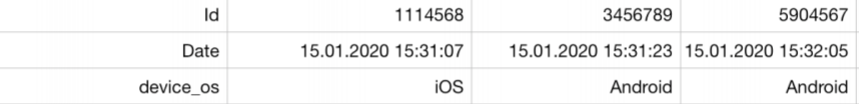 Id 1114568 3456789 5904567
Date 15.01.2020 15:31:07 15.01.2020 15:31:23 15.01.2020 15:32:05
device_os iOS Android Android